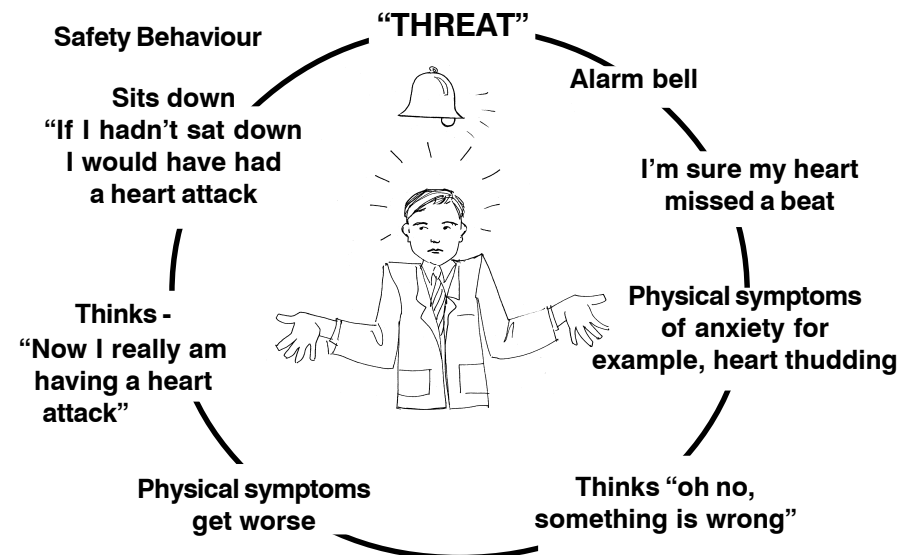 “THREAT”
Alarm bell
I’m sure my heart
missed a beat
Physical symptoms
of anxiety for
example, heart thudding
Thinks “oh no,
something is wrong”
Physical symptoms
get worse
Thinks -
“Now I really am
having a heart
attack”
Safety Behaviour
Sits down
“If I hadn’t sat down
I would have had
a heart attack